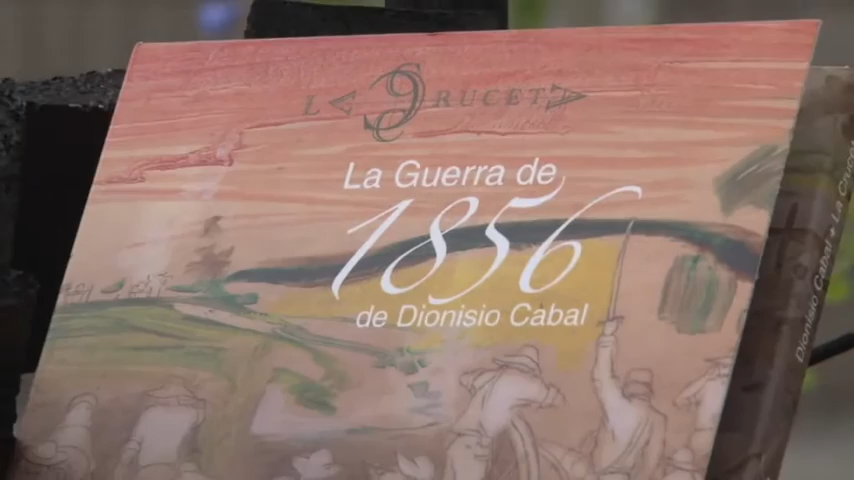 LA CRUCETA
La Guerra de
1856
de Dionisio Cabal
Dionisio Cabal • La Cruceta